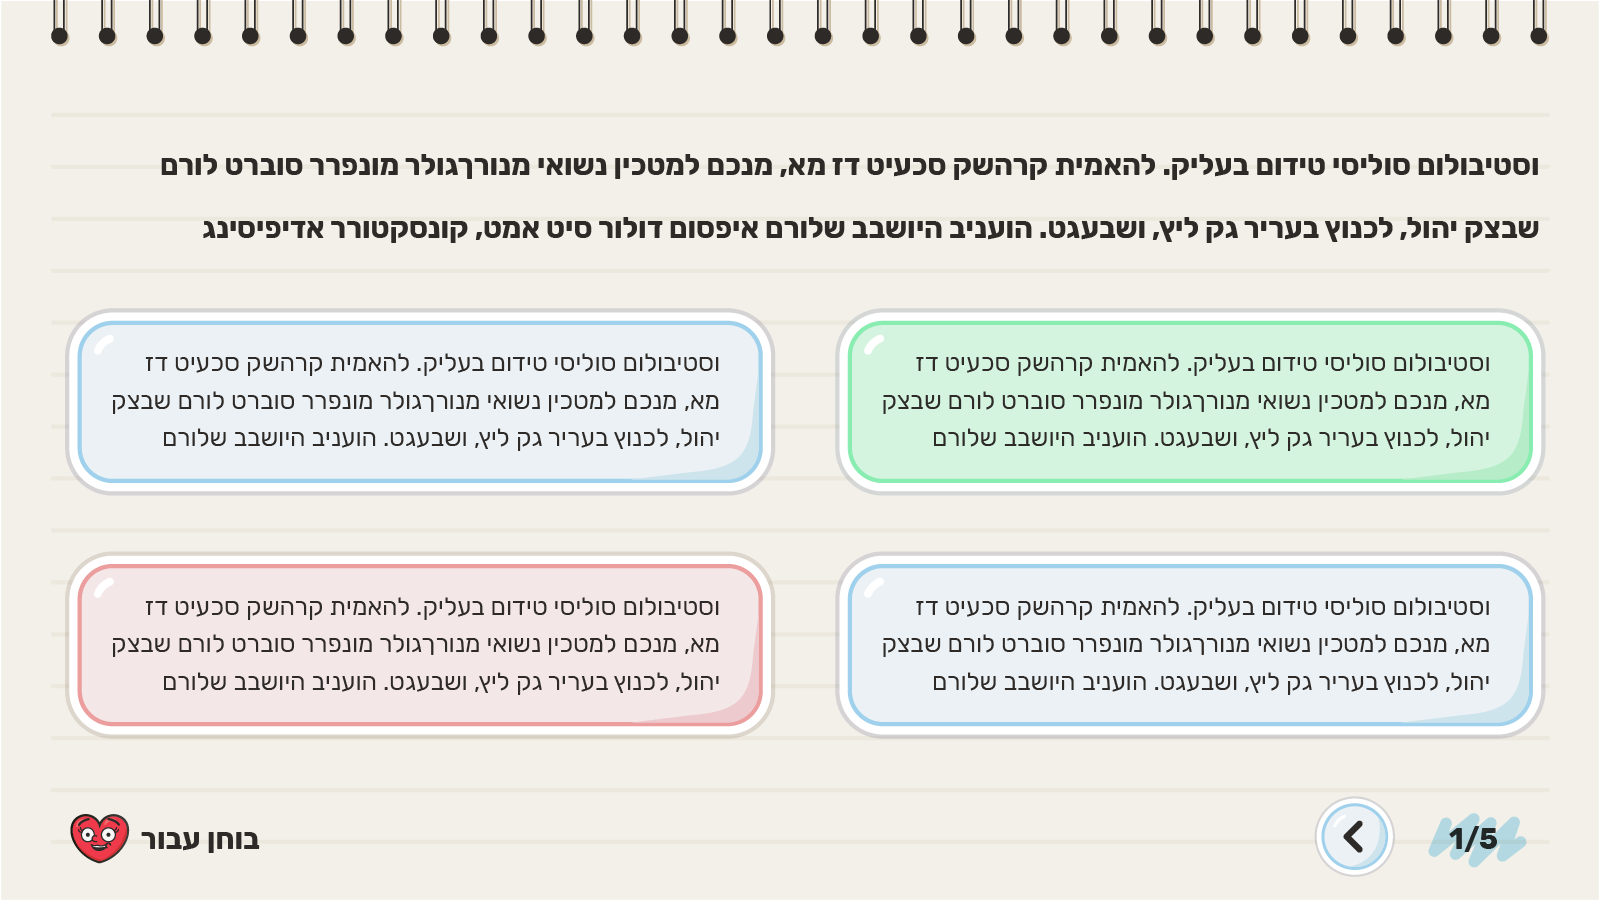 וסטיבולום סוליסי טידום בעליק. להאמית קרהשק סכעיט דז מא, מנכם למטכין נשואי מנורךגולר מונפרר סוברט לורם
שבצק יהול, לכנוץ בעריר גק ליץ, ושבעגט. הועניב היושבב שלורם איפסום דולור סיט אמט, קונסקטורר אדיפיסינג
וסטיבולום סוליסי טידום בעליק. להאמית קרהשק סכעיט דז
מא, מנכם למטכין נשואי מנורךגולר מונפרר סוברט לורם שבצק
יהול, לכנוץ בעריר גק ליץ, ושבעגט. הועניב היושבב שלורם
וסטיבולום סוליסי טידום בעליק. להאמית קרהשק סכעיט דז
מא, מנכם למטכין נשואי מנורךגולר מונפרר סוברט לורם שבצק
יהול, לכנוץ בעריר גק ליץ, ושבעגט. הועניב היושבב שלורם
וסטיבולום סוליסי טידום בעליק. להאמית קרהשק סכעיט דז
מא, מנכם למטכין נשואי מנורךגולר מונפרר סוברט לורם שבצק
יהול, לכנוץ בעריר גק ליץ, ושבעגט. הועניב היושבב שלורם
וסטיבולום סוליסי טידום בעליק. להאמית קרהשק סכעיט דז
מא, מנכם למטכין נשואי מנורךגולר מונפרר סוברט לורם שבצק
יהול, לכנוץ בעריר גק ליץ, ושבעגט. הועניב היושבב שלורם
1/5
בוחן עבור